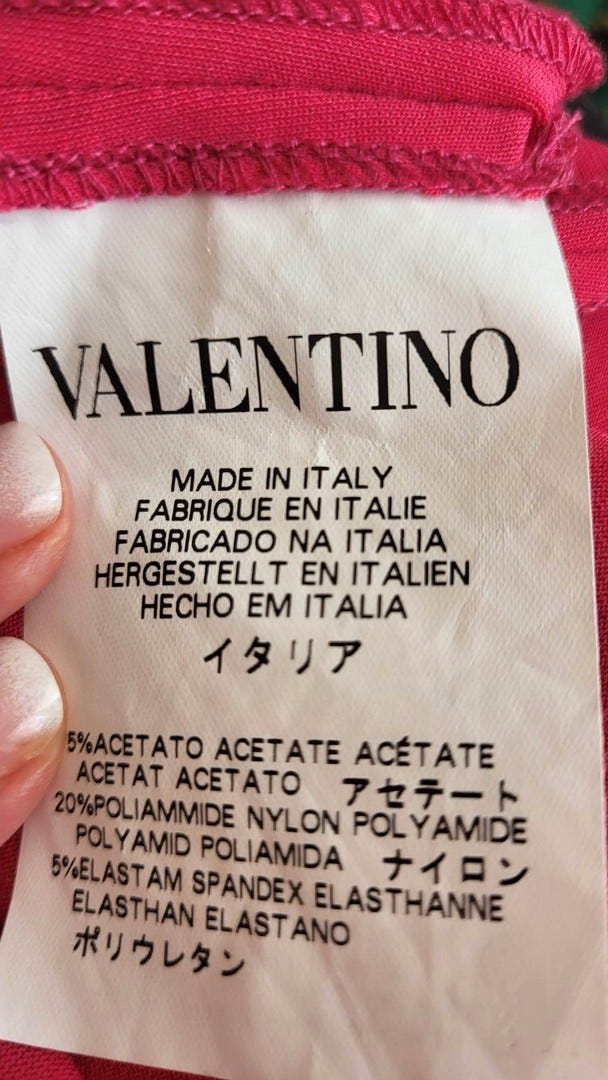 VALENTINO
MADE IN ITALY
FABRIQUE EN ITALIE
FABRICADO NA ITALIA
HERGESTELLT EN ITALIEN
HECHO EM ITALIA
イタリア
5%ACETATO ACETATE ACÉTATE
ACETAT ACETATO アセテート
20%POLIAMMIDE NYLON POLYAMIDE
POLYAMID POLIAMIDA ナイロン
5%ELASTAM SPANDEX ELASTHANNE
ELASTHAN ELASTANO
ポリウレタン